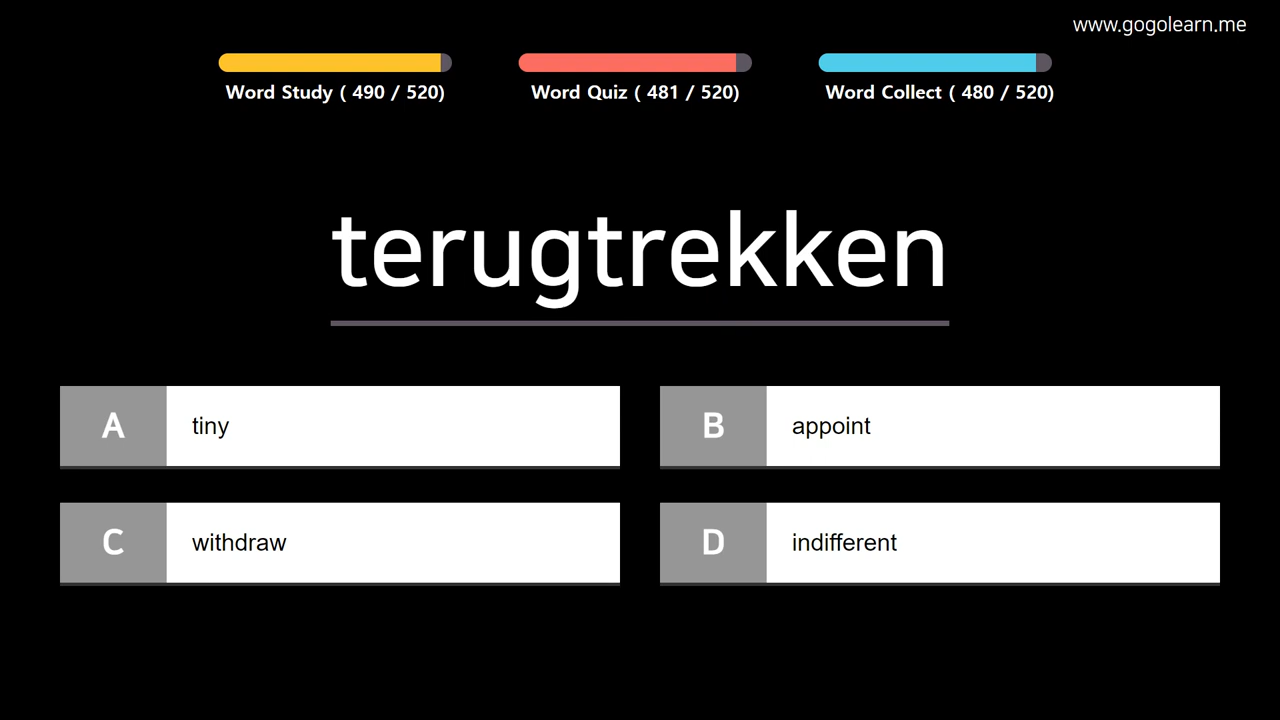 www.gogolearn.me
Word Study ( 490 / 520)
Word Quiz ( 481 / 520)
Word Collect ( 480 / 520)
terugtrekken
A tiny
B appoint
C withdraw
D indifferent